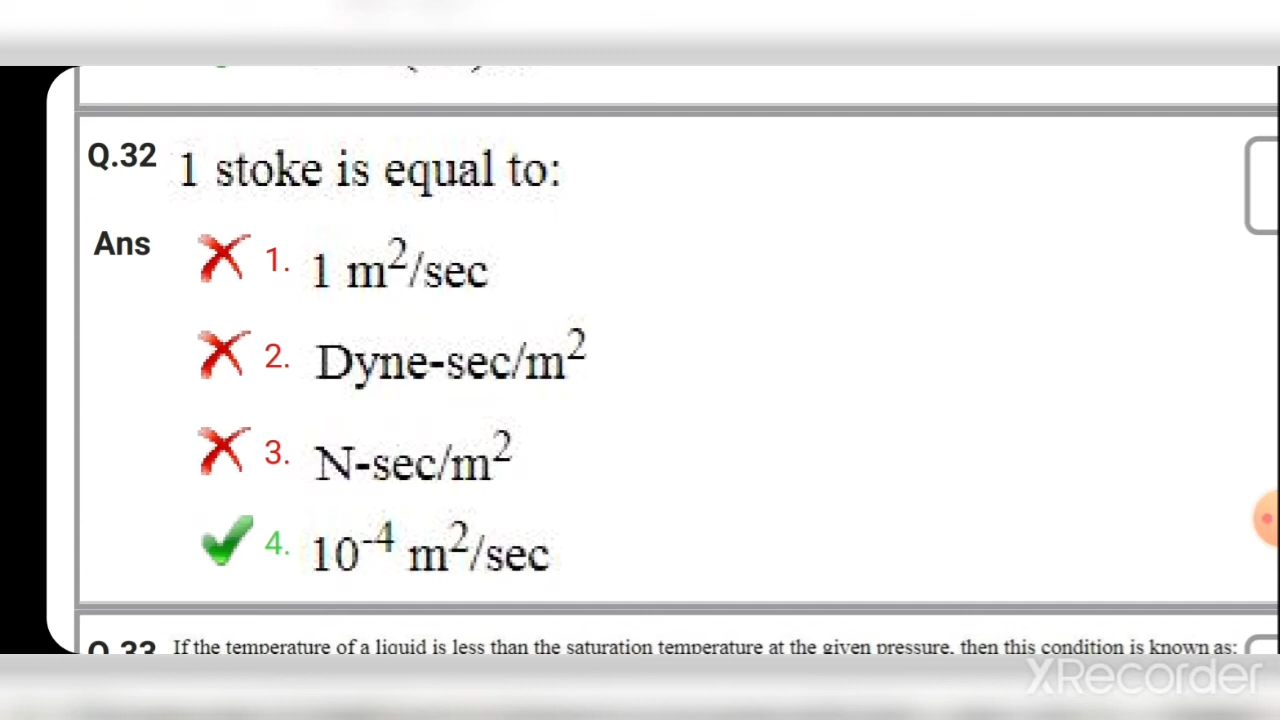 Q.32 1 stoke is equal to:
Ans 1. 1 m²/sec
2. Dyne-sec/m²
3. N-sec/m²
4. 10⁻⁴ m²/sec
Q.33 If the temperature of a liquid is less than the saturation temperature at the given pressure, then this condition is known as:
XRecorder